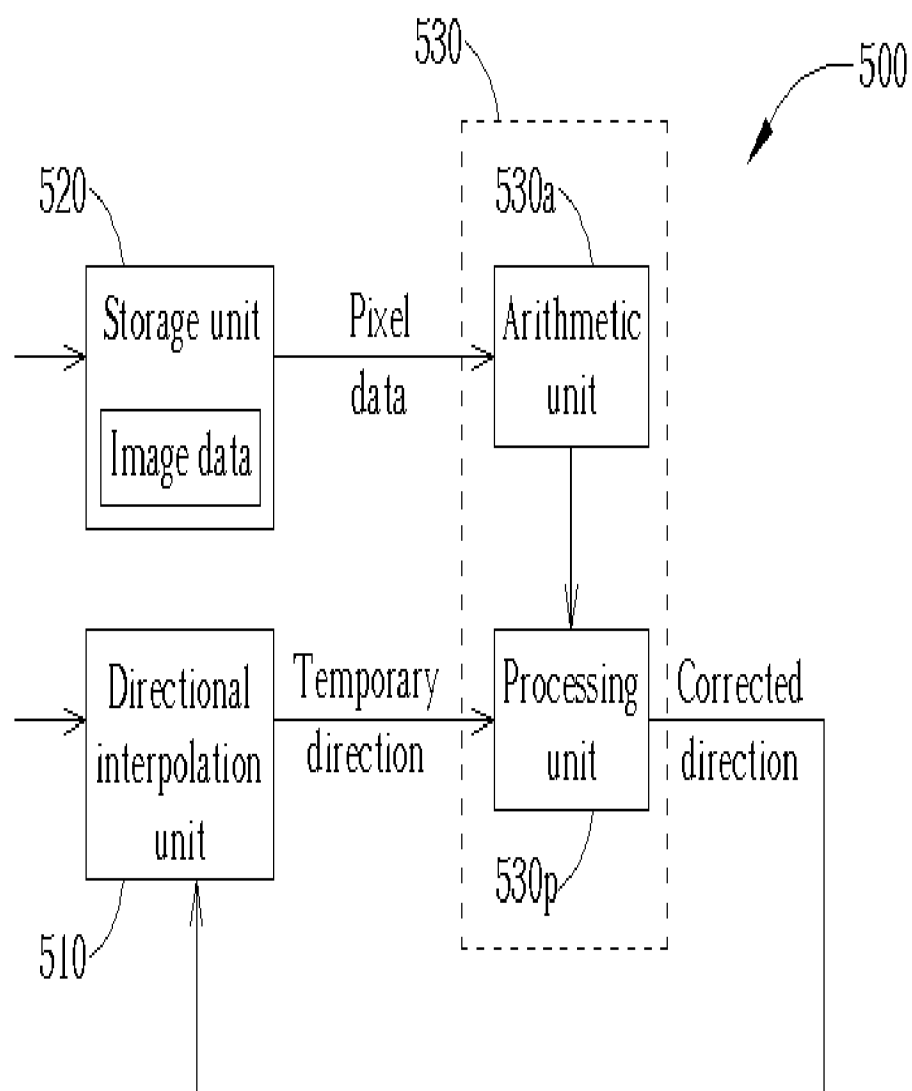 530
500
520
530a
Storage unit
Image data
Pixel
data
Arithmetic
unit
Directional
interpolation
unit
Temporary
direction
Processing
unit
Corrected
direction
530p
510